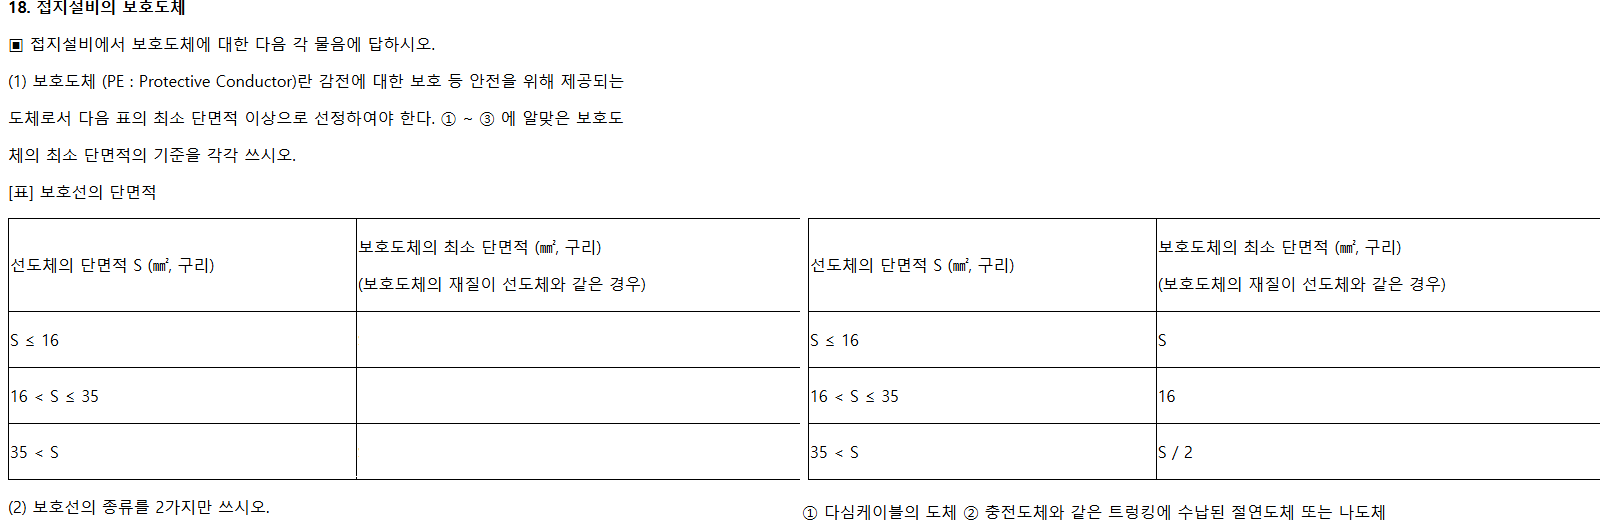 18. 접지설비의 보호도체
▣ 접지설비에서 보호도체에 대한 다음 각 물음에 답하시오.
(1) 보호도체 (PE : Protective Conductor)란 감전에 대한 보호 등 안전을 위해 제공되는
도체로서 다음 표의 최소 단면적 이상으로 선정하여야 한다. ① ~ ③ 에 알맞은 보호도
체의 최소 단면적의 기준을 각각 쓰시오.
[표] 보호선의 단면적
선도체의 단면적 S (㎟, 구리)
보호도체의 최소 단면적 (㎟, 구리)
(보호도체의 재질이 선도체와 같은 경우)
S ≤ 16
16 < S ≤ 35
35 < S
(2) 보호선의 종류를 2가지만 쓰시오.
선도체의 단면적 S (㎟, 구리)
보호도체의 최소 단면적 (㎟, 구리)
(보호도체의 재질이 선도체와 같은 경우)
S ≤ 16 S
16 < S ≤ 35 16
35 < S S / 2
① 다심케이블의 도체 ② 충전도체와 같은 트렁킹에 수납된 절연도체 또는 나도체